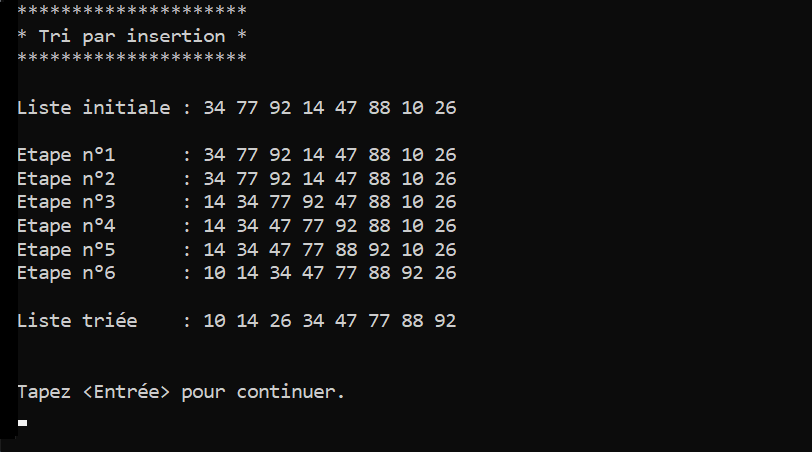 *********************
* Tri par insertion *
*********************
Liste initiale : 34 77 92 14 47 88 10 26
Etape n°1      : 34 77 92 14 47 88 10 26
Etape n°2      : 34 77 92 14 47 88 10 26
Etape n°3      : 14 34 77 92 47 88 10 26
Etape n°4      : 14 34 47 77 92 88 10 26
Etape n°5      : 14 34 47 77 88 92 10 26
Etape n°6      : 10 14 34 47 77 88 92 26
Liste triée    : 10 14 26 34 47 77 88 92
Tapez <Entrée> pour continuer.